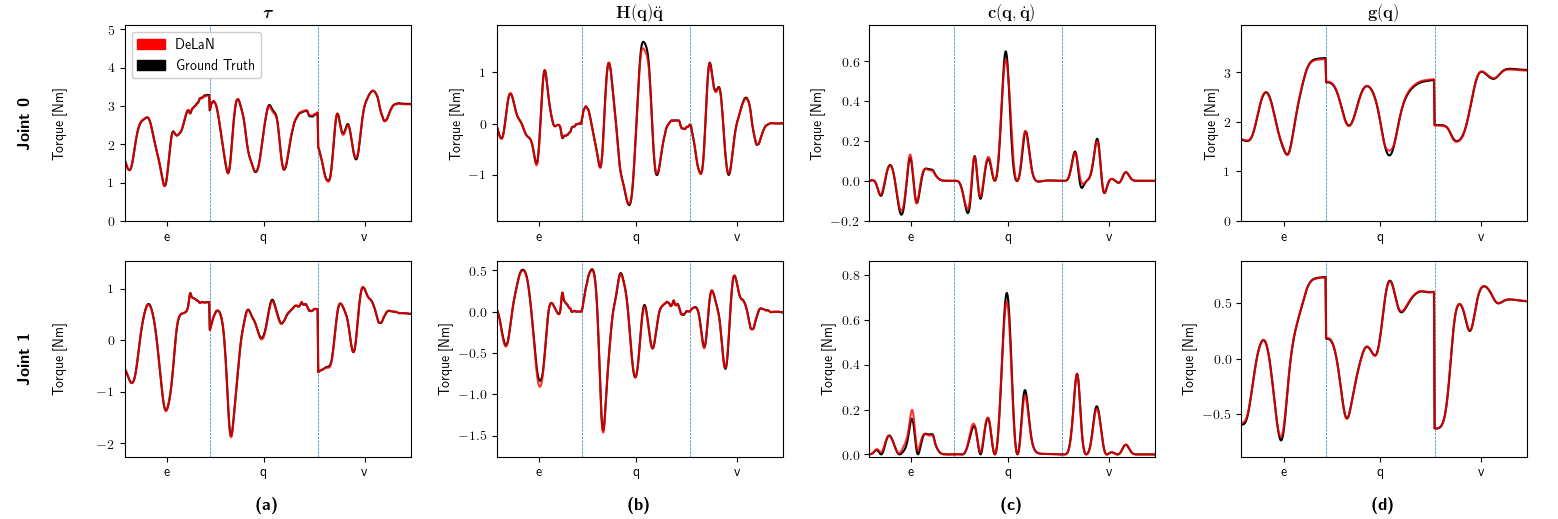 τ
H(q)q̈
c(q, q̇)
g(q)
Joint 0
Torque [Nm]
5
4
3
2
1
0
DeLaN
Ground Truth
e q v
Torque [Nm]
1
0
−1
e q v
Torque [Nm]
0.6
0.4
0.2
0.0
−0.2
e q v
Torque [Nm]
3
2
1
0
e q v
Joint 1
Torque [Nm]
1
0
−1
−2
e q v
Torque [Nm]
0.5
0.0
−0.5
−1.0
−1.5
e q v
Torque [Nm]
0.8
0.6
0.4
0.2
0.0
e q v
Torque [Nm]
0.5
0.0
−0.5
e q v
(a)
(b)
(c)
(d)